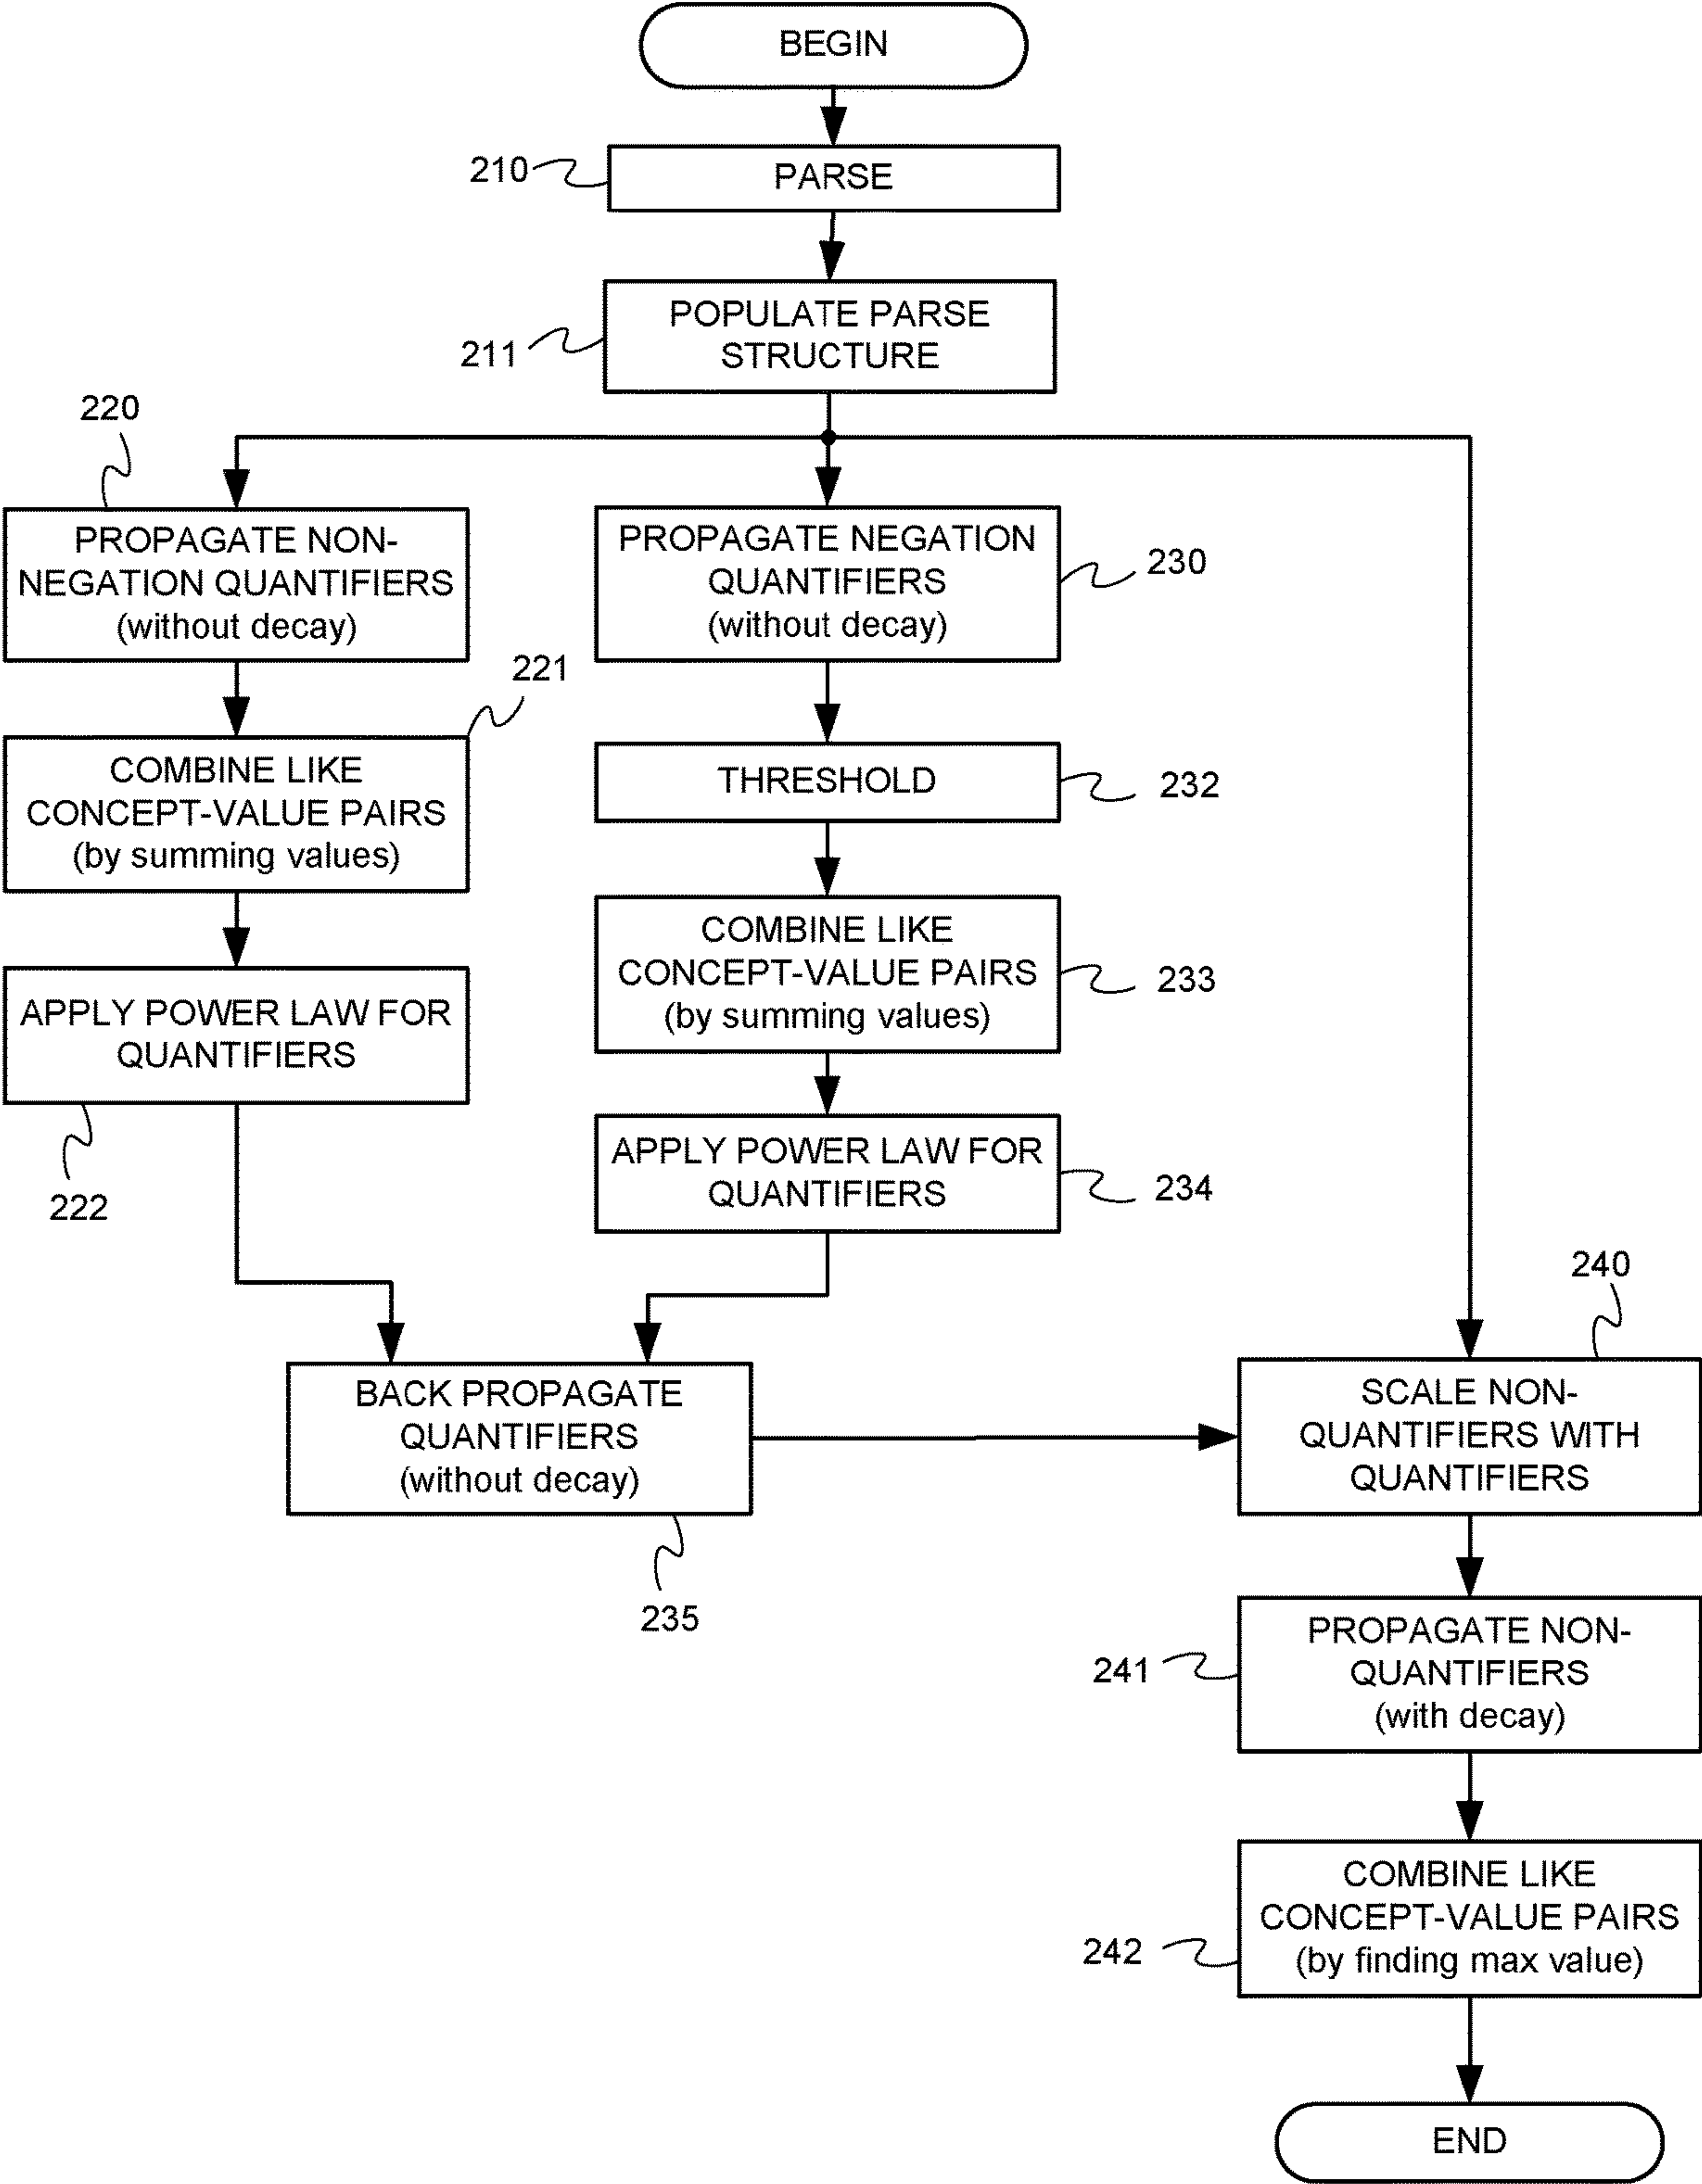 BEGIN
210
PARSE
POPULATE PARSE
STRUCTURE
211
220
PROPAGATE NON-
NEGATION QUANTIFIERS
(without decay)
PROPAGATE NEGATION
QUANTIFIERS
(without decay)
230
221
COMBINE LIKE
CONCEPT-VALUE PAIRS
(by summing values)
THRESHOLD
232
COMBINE LIKE
CONCEPT-VALUE PAIRS
(by summing values)
233
APPLY POWER LAW FOR
QUANTIFIERS
222
APPLY POWER LAW FOR
QUANTIFIERS
234
BACK PROPAGATE
QUANTIFIERS
(without decay)
235
240
SCALE NON-
QUANTIFIERS WITH
QUANTIFIERS
241
PROPAGATE NON-
QUANTIFIERS
(with decay)
242
COMBINE LIKE
CONCEPT-VALUE PAIRS
(by finding max value)
END